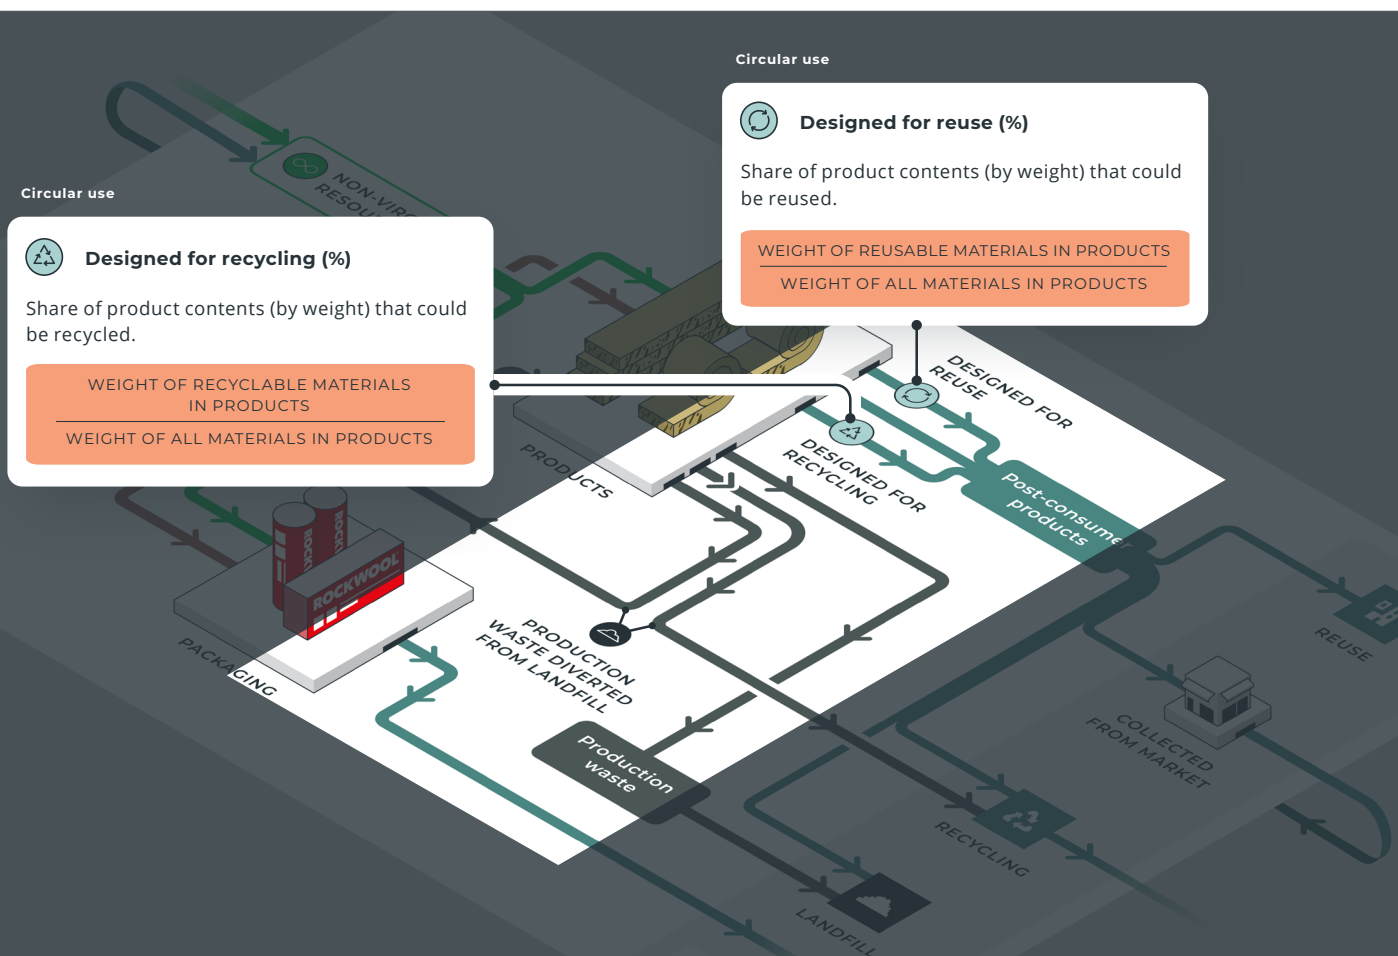 Circular use
Designed for reuse (%)
Share of product contents (by weight) that could
be reused.
WEIGHT OF REUSABLE MATERIALS IN PRODUCTS
WEIGHT OF ALL MATERIALS IN PRODUCTS
Circular use
Designed for recycling (%)
Share of product contents (by weight) that could
be recycled.
WEIGHT OF RECYCLABLE MATERIALS
IN PRODUCTS
WEIGHT OF ALL MATERIALS IN PRODUCTS
DESIGNED FOR
REUSE
DESIGNED FOR
RECYCLING
PRODUCTS
Post-consumer
products
ROCKWOOL
PACKAGING
PRODUCTION
WASTE DIVERTED
FROM LANDFILL
Production
waste
REUSE
COLLECTED
FROM MARKET
RECYCLING
LANDFILL